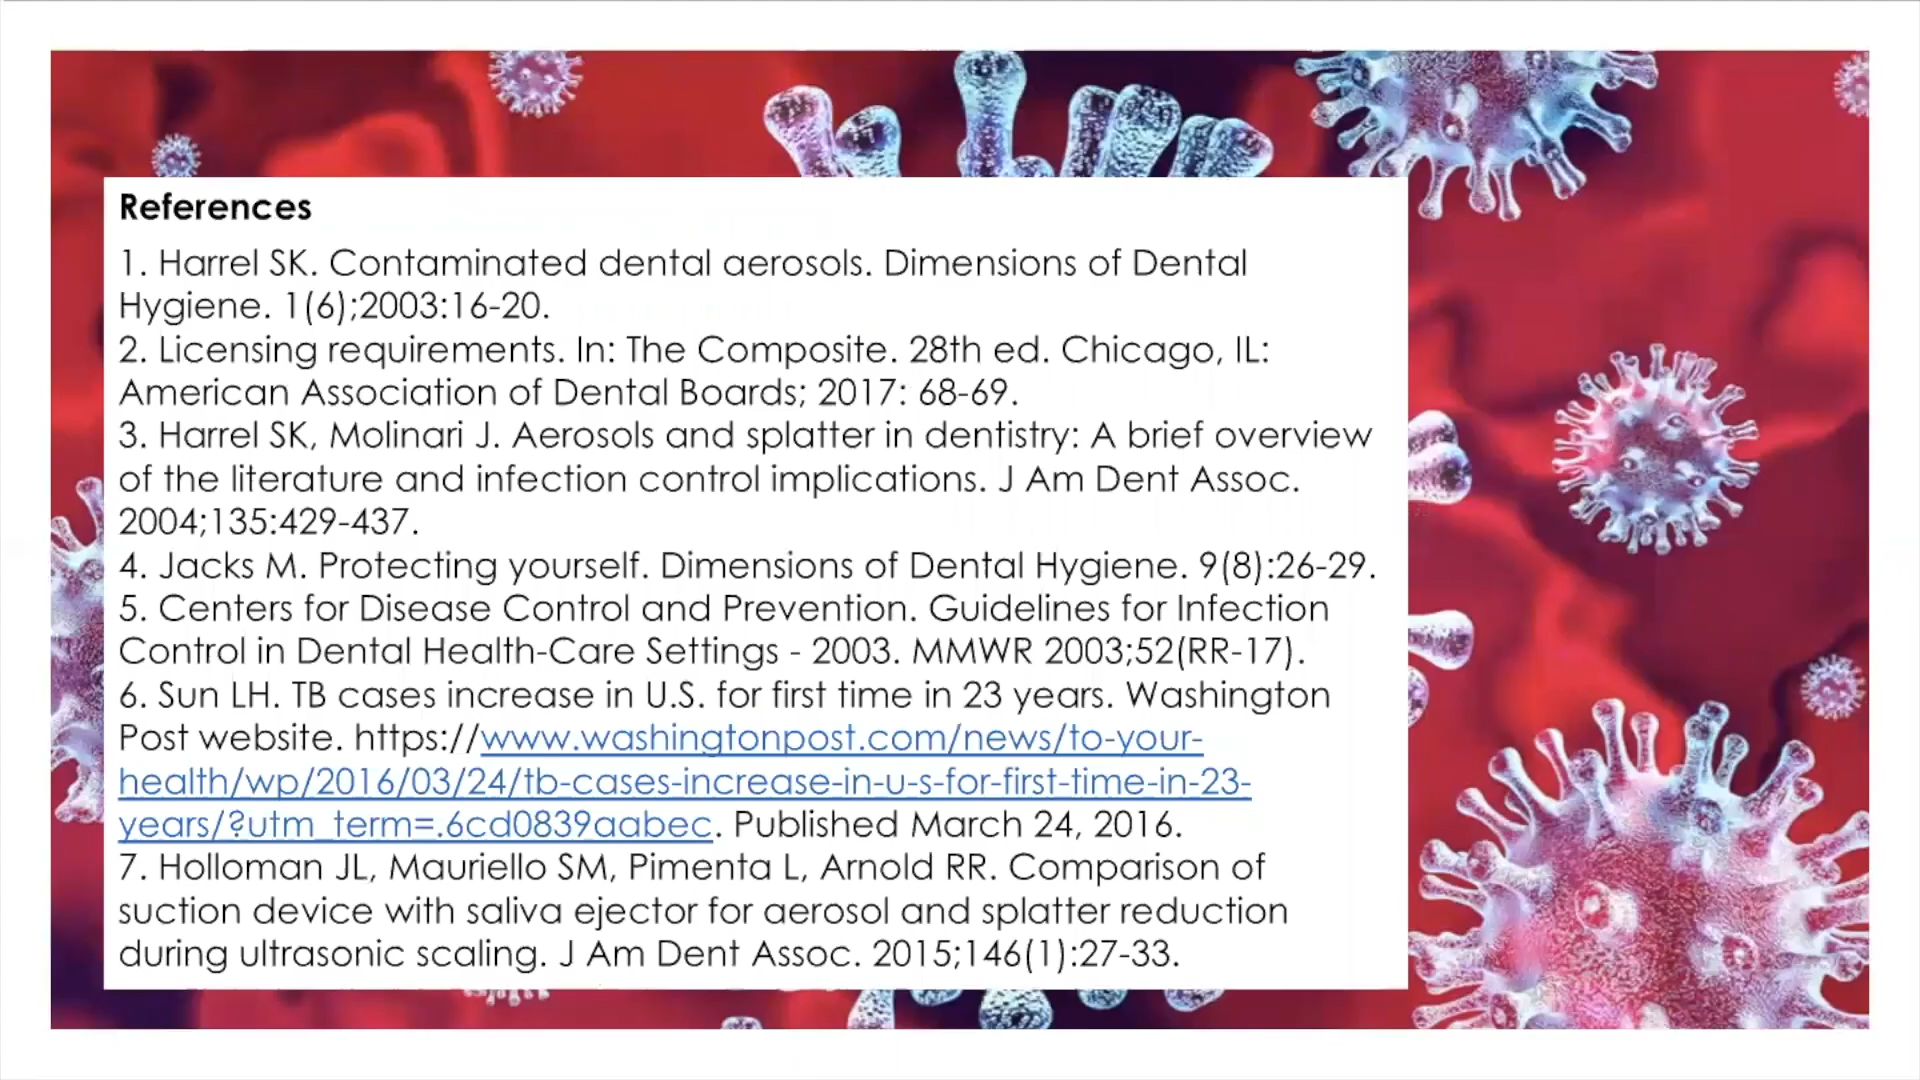 References
1. Harrel SK. Contaminated dental aerosols. Dimensions of Dental
Hygiene. 1(6);2003:16-20.
2. Licensing requirements. In: The Composite. 28th ed. Chicago, IL:
American Association of Dental Boards; 2017: 68-69.
3. Harrel SK, Molinari J. Aerosols and splatter in dentistry: A brief overview
of the literature and infection control implications. J Am Dent Assoc.
2004;135:429-437.
4. Jacks M. Protecting yourself. Dimensions of Dental Hygiene. 9(8):26-29.
5. Centers for Disease Control and Prevention. Guidelines for Infection
Control in Dental Health-Care Settings - 2003. MMWR 2003;52(RR-17).
6. Sun LH. TB cases increase in U.S. for first time in 23 years. Washington
Post website. https://www.washingtonpost.com/news/to-your-
health/wp/2016/03/24/tb-cases-increase-in-u-s-for-first-time-in-23-
years/?utm_term=.6cd0839aabec. Published March 24, 2016.
7. Holloman JL, Mauriello SM, Pimenta L, Arnold RR. Comparison of
suction device with saliva ejector for aerosol and splatter reduction
during ultrasonic scaling. J Am Dent Assoc. 2015;146(1):27-33.